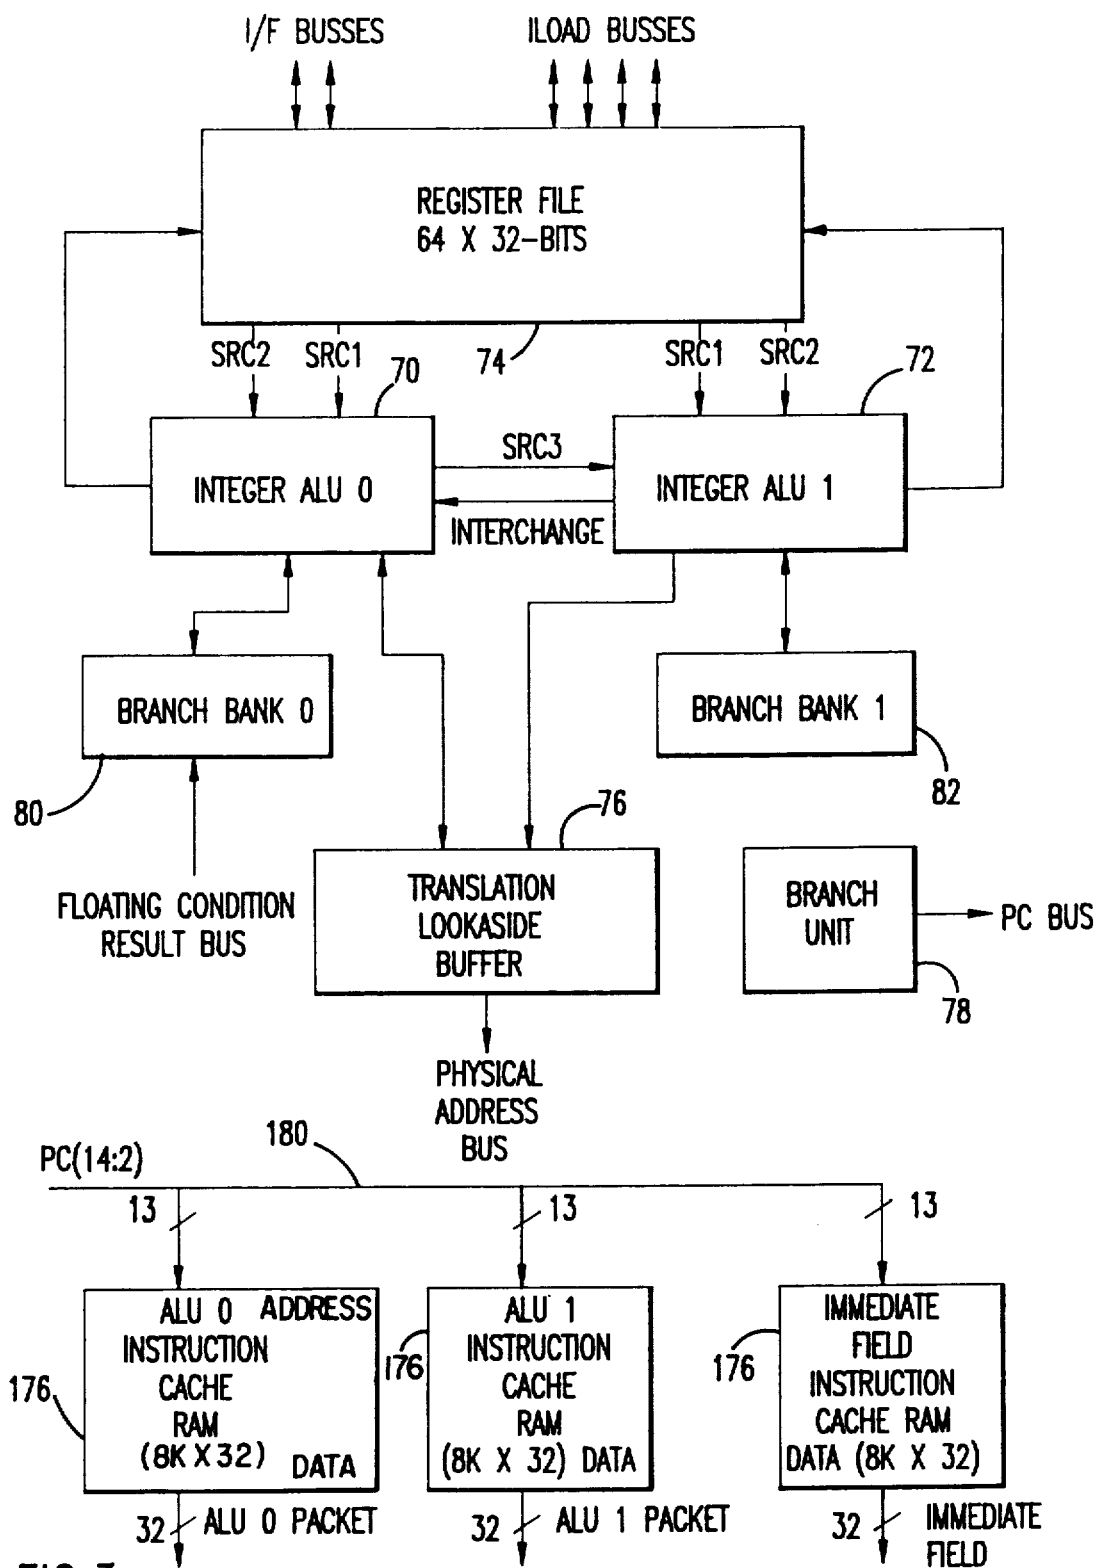 I/F BUSSES
ILOAD BUSSES
REGISTER FILE
64 X 32-BITS
SRC2
SRC1
74
SRC1
SRC2
70
72
INTEGER ALU 0
SRC3
INTERCHANGE
INTEGER ALU 1
BRANCH BANK 0
BRANCH BANK 1
80
82
76
FLOATING CONDITION
RESULT BUS
TRANSLATION
LOOKASIDE
BUFFER
BRANCH
UNIT
PC BUS
78
PHYSICAL
ADDRESS
BUS
180
PC(14:2)
13
13
13
ALU 0 ADDRESS
INSTRUCTION
CACHE
RAM
(8K X 32) DATA
176
ALU 1
INSTRUCTION
CACHE
RAM
(8K X 32) DATA
176
IMMEDIATE
FIELD
INSTRUCTION
CACHE RAM
DATA (8K X 32)
176
32
ALU 0 PACKET
32
ALU 1 PACKET
32
IMMEDIATE
FIELD